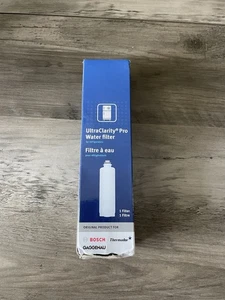 UltraClarity® Pro
Water filter
Filtre à eau
1 Filter
1 Filtre
BOSCH Thermador
GAGGENAU